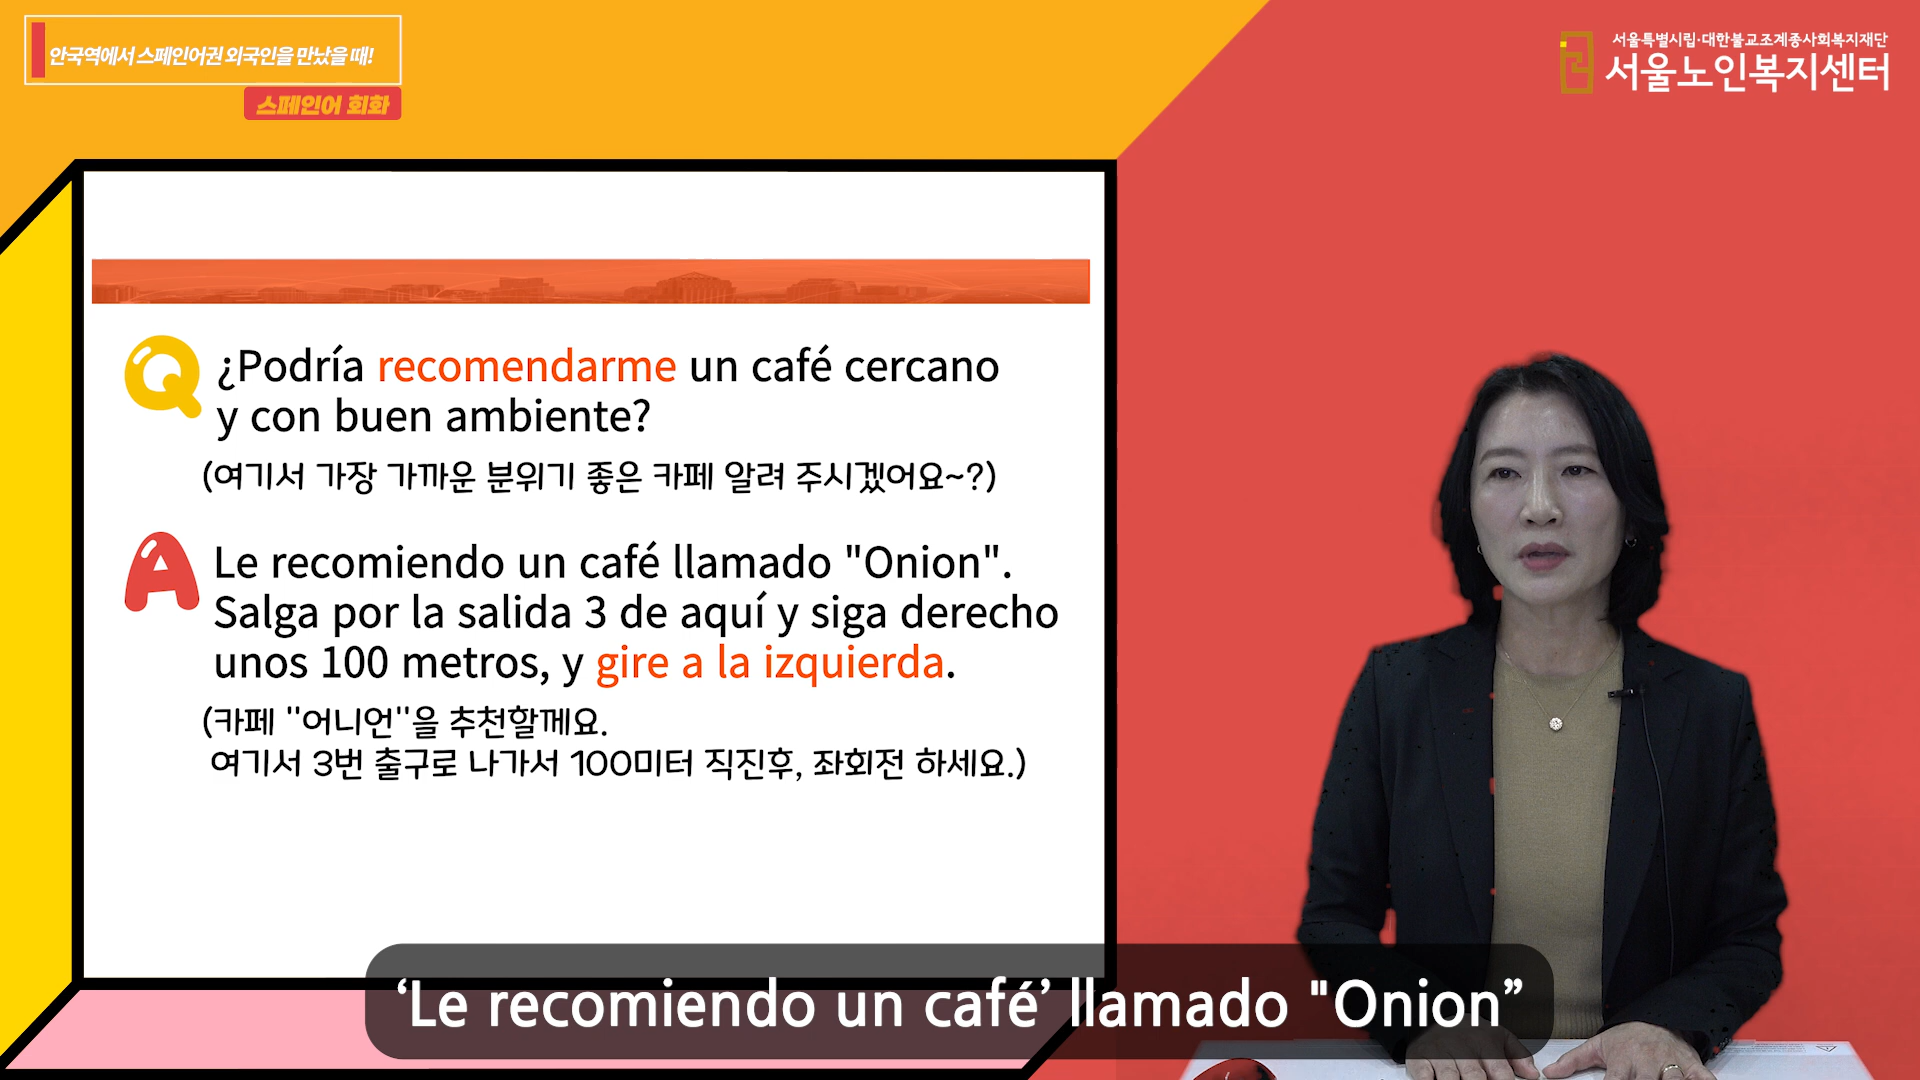 안국역에서 스페인어권 외국인을 만났을 때!
스페인어 회화
서울특별시립·대한불교조계종사회복지재단
서울노인복지센터
Q ¿Podría recomendarme un café cercano
y con buen ambiente?
(여기서 가장 가까운 분위기 좋은 카페 알려 주시겠어요~?)
A Le recomiendo un café llamado "Onion".
Salga por la salida 3 de aquí y siga derecho
unos 100 metros, y gire a la izquierda.
(카페 "어니언"을 추천할께요.
여기서 3번 출구로 나가서 100미터 직진후, 좌회전 하세요.)
‘Le recomiendo un café’ llamado "Onion”